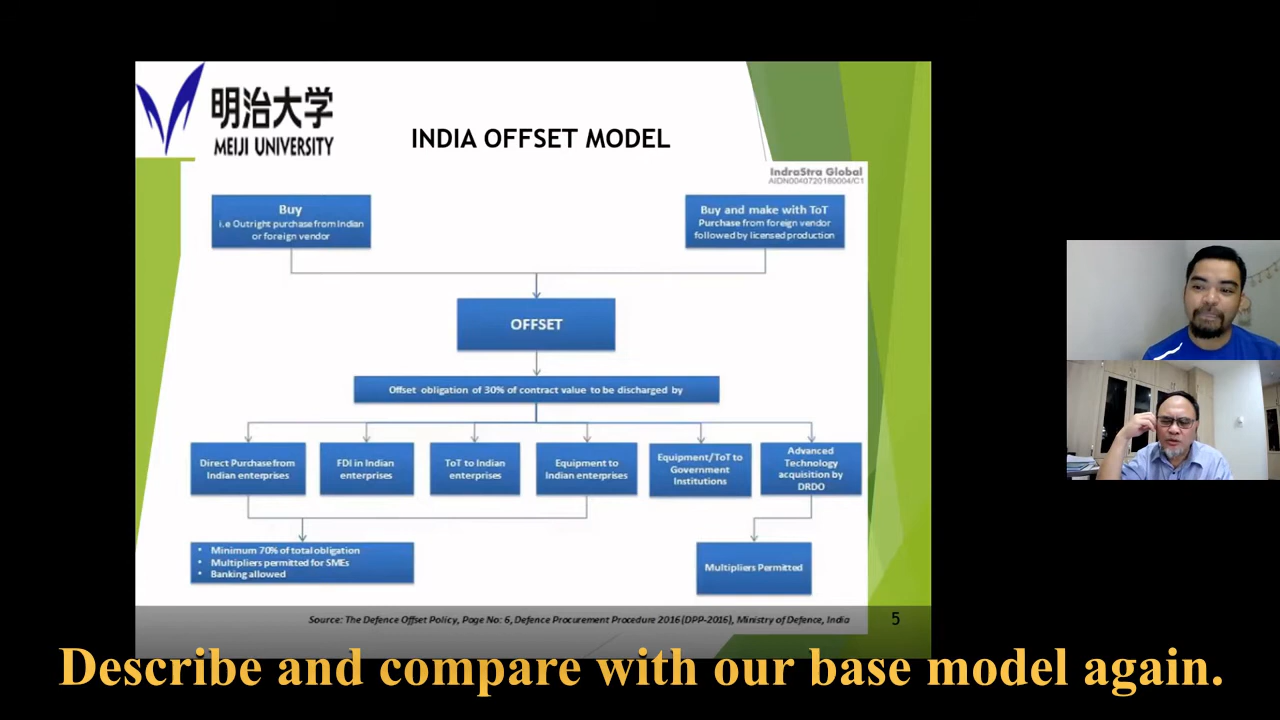 明治大学
MEIJI UNIVERSITY
INDIA OFFSET MODEL
IndraStra Global
AIDN0040720180004/C1
Buy
i.e Outright purchase from Indian
or foreign vendor
Buy and make with ToT
Purchase from foreign vendor
followed by licensed production
OFFSET
Offset obligation of 30% of contract value to be discharged by
Direct Purchase from
Indian enterprises
FDI in Indian
enterprises
ToT to Indian
enterprises
Equipment to
Indian enterprises
Equipment/ToT to
Government
Institutions
Advanced
Technology
acquisition by
DRDO
• Minimum 70% of total obligation
• Multipliers permitted for SMEs
• Banking allowed
Multipliers Permitted
Source: The Defence Offset Policy, Page No: 6, Defence Procurement Procedure 2016(DPP-2016), Ministry of Defence, India
5
Describe and compare with our base model again.